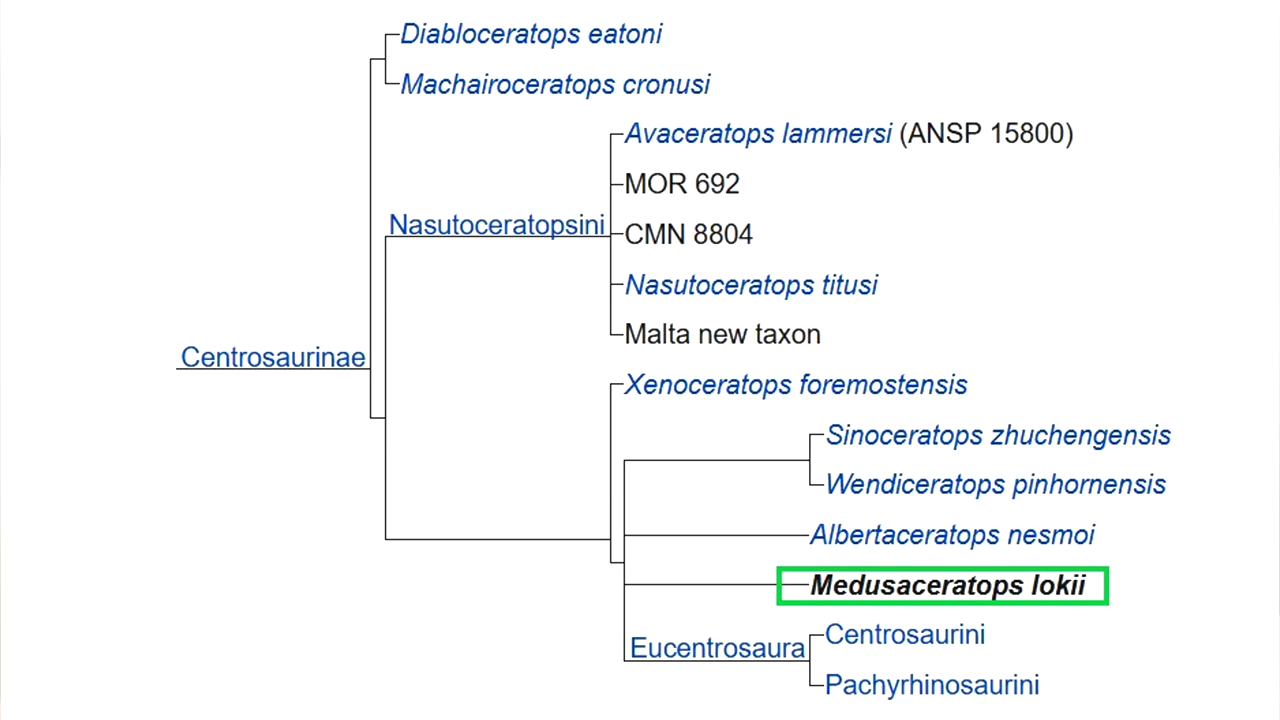 Diabloceratops eatoni
Machairoceratops cronusi
Avaceratops lammersi (ANSP 15800)
MOR 692
Nasutoceratopsini
CMN 8804
Nasutoceratops titusi
Malta new taxon
Centrosaurinae
Xenoceratops foremostensis
Sinoceratops zhuchengensis
Wendiceratops pinhornensis
Albertaceratops nesmoi
Medusaceratops lokii
Centrosaurini
Eucentrosaura
Pachyrhinosaurini